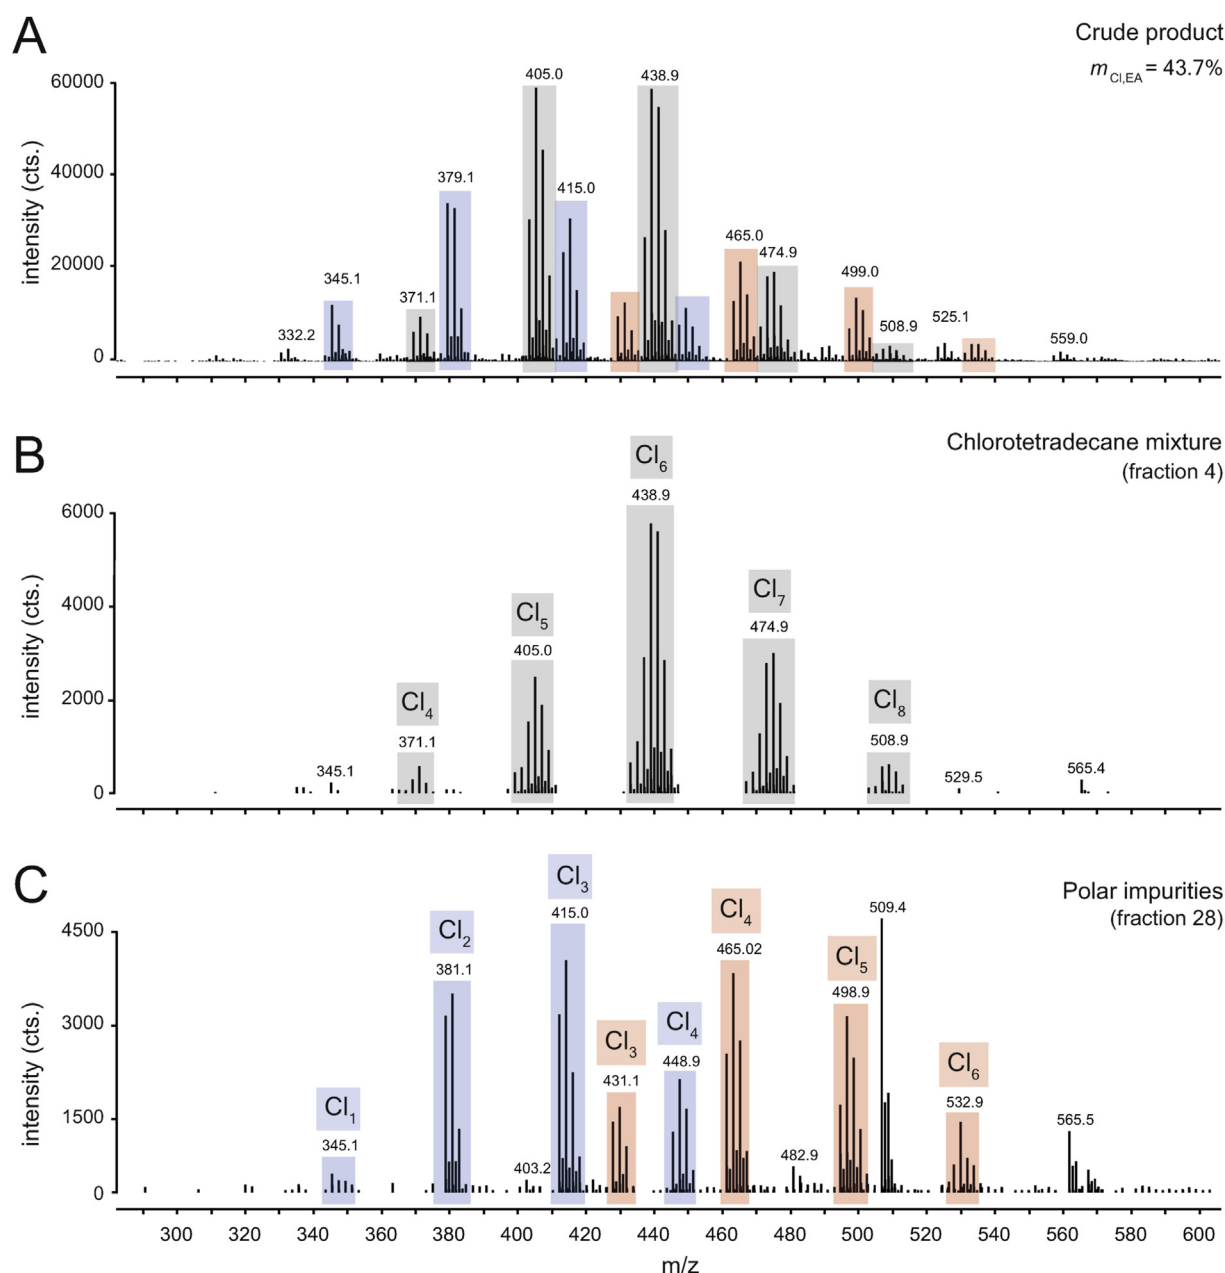 A
Crude product
m Cl,EA = 43.7%
intensity (cts.)
60000
40000
20000
0
332.2
345.1
371.1
379.1
405.0
415.0
438.9
465.0
474.9
499.0
508.9
525.1
559.0
B
Chlorotetradecane mixture
(fraction 4)
intensity (cts.)
6000
4000
2000
0
345.1
Cl4
371.1
Cl5
405.0
Cl6
438.9
Cl7
474.9
Cl8
508.9
529.5
565.4
C
Polar impurities
(fraction 28)
intensity (cts.)
4500
3000
1500
0
Cl1
345.1
Cl2
381.1
403.2
Cl3
415.0
Cl3
431.1
Cl4
448.9
Cl4
465.02
482.9
Cl5
498.9
509.4
Cl6
532.9
565.5
300 320 340 360 380 400 420 440 460 480 500 520 540 560 580 600
m/z